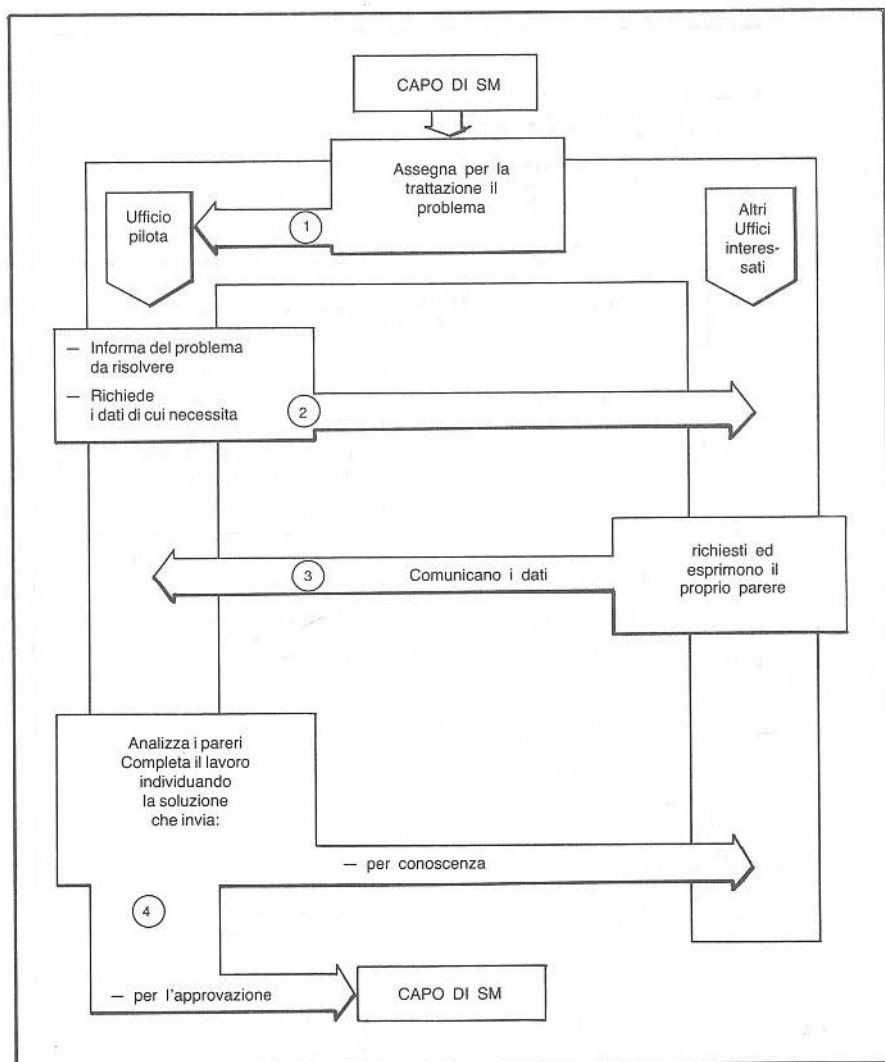 CAPO DI SM
Assegna per la
trattazione il
problema
1
Ufficio
pilota
Altri
Uffici
interes-
sati
— Informa del problema
da risolvere
— Richiede
i dati di cui necessita
2
3
Comunicano i dati
richiesti ed
esprimono il
proprio parere
Analizza i pareri
Completa il lavoro
individuando
la soluzione
che invia:
— per conoscenza
4
— per l'approvazione
CAPO DI SM